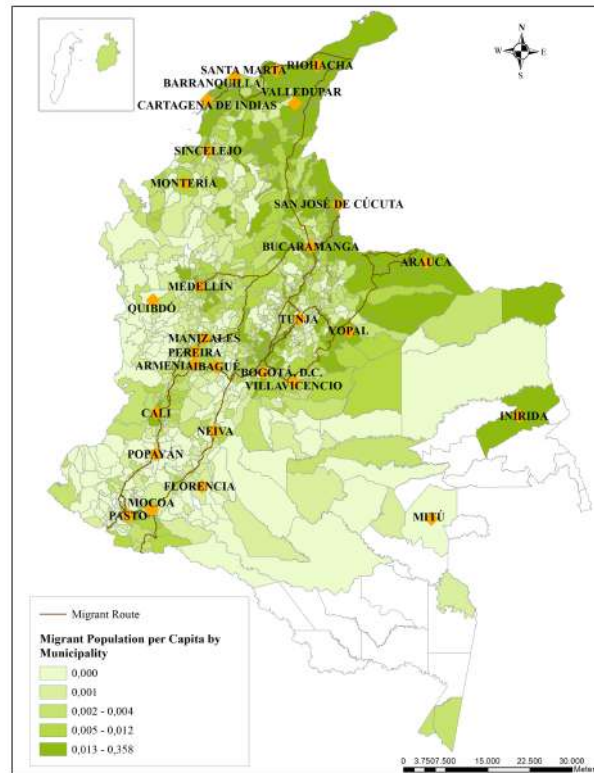 N
W
E
S
SANTA MARTA
RIOHACHA
BARRANQUILLA
VALLEDUPAR
CARTAGENA DE INDIAS
SINCELEJO
MONTERÍA
SAN JOSÉ DE CÚCUTA
BUCARAMANGA
ARAUCA
MEDELLÍN
QUIBDÓ
TUNJA
YOPAL
MANIZALES
PEREIRA
ARMENIA
IBAGUÉ
BOGOTÁ, D.C.
VILLAVICENCIO
CALI
INÍRIDA
NEIVA
POPAYÁN
FLORENCIA
MOCOA
PASTO
MITÚ
Migrant Route
Migrant Population per Capita by
Municipality
0,000
0,001
0,002 - 0,004
0,005 - 0,012
0,013 - 0,358
0 3.7507.500 15.000 22.500 30.000
Meters